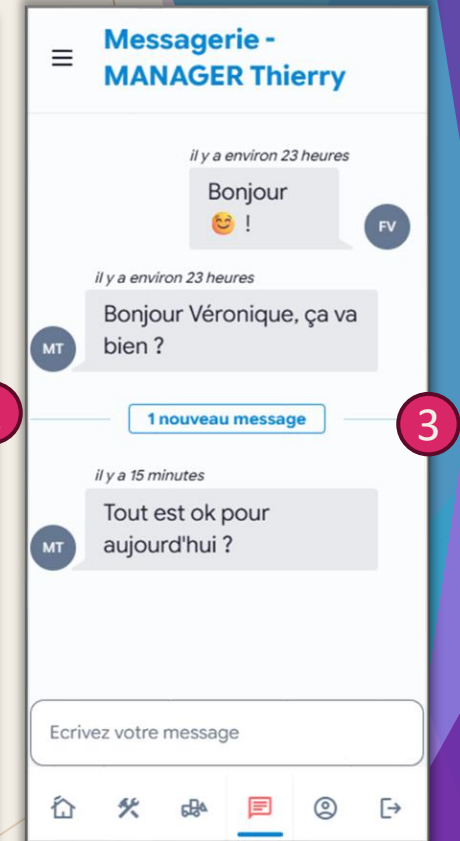 Messagerie -
MANAGER Thierry
il y a environ 23 heures
Bonjour
😊 !
FV
il y a environ 23 heures
Bonjour Véronique, ça va
bien ?
MT
1 nouveau message
3
il y a 15 minutes
Tout est ok pour
aujourd'hui ?
MT
Ecrivez votre message